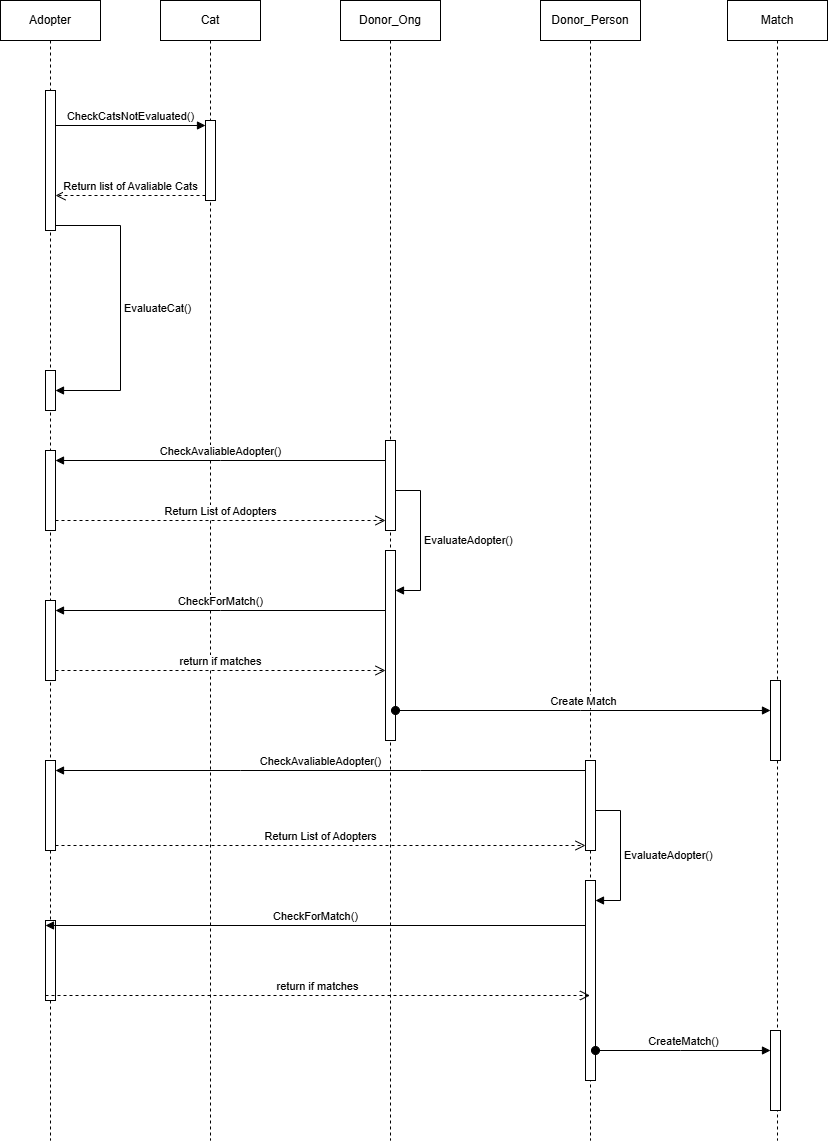 Adopter
Cat
Donor_Ong
Donor_Person
Match
CheckCatsNotEvaluated()
Return list of Avaliable Cats
EvaluateCat()
CheckAvaliableAdopter()
Return List of Adopters
EvaluateAdopter()
CheckForMatch()
return if matches
Create Match
CheckAvaliableAdopter()
Return List of Adopters
EvaluateAdopter()
CheckForMatch()
return if matches
CreateMatch()